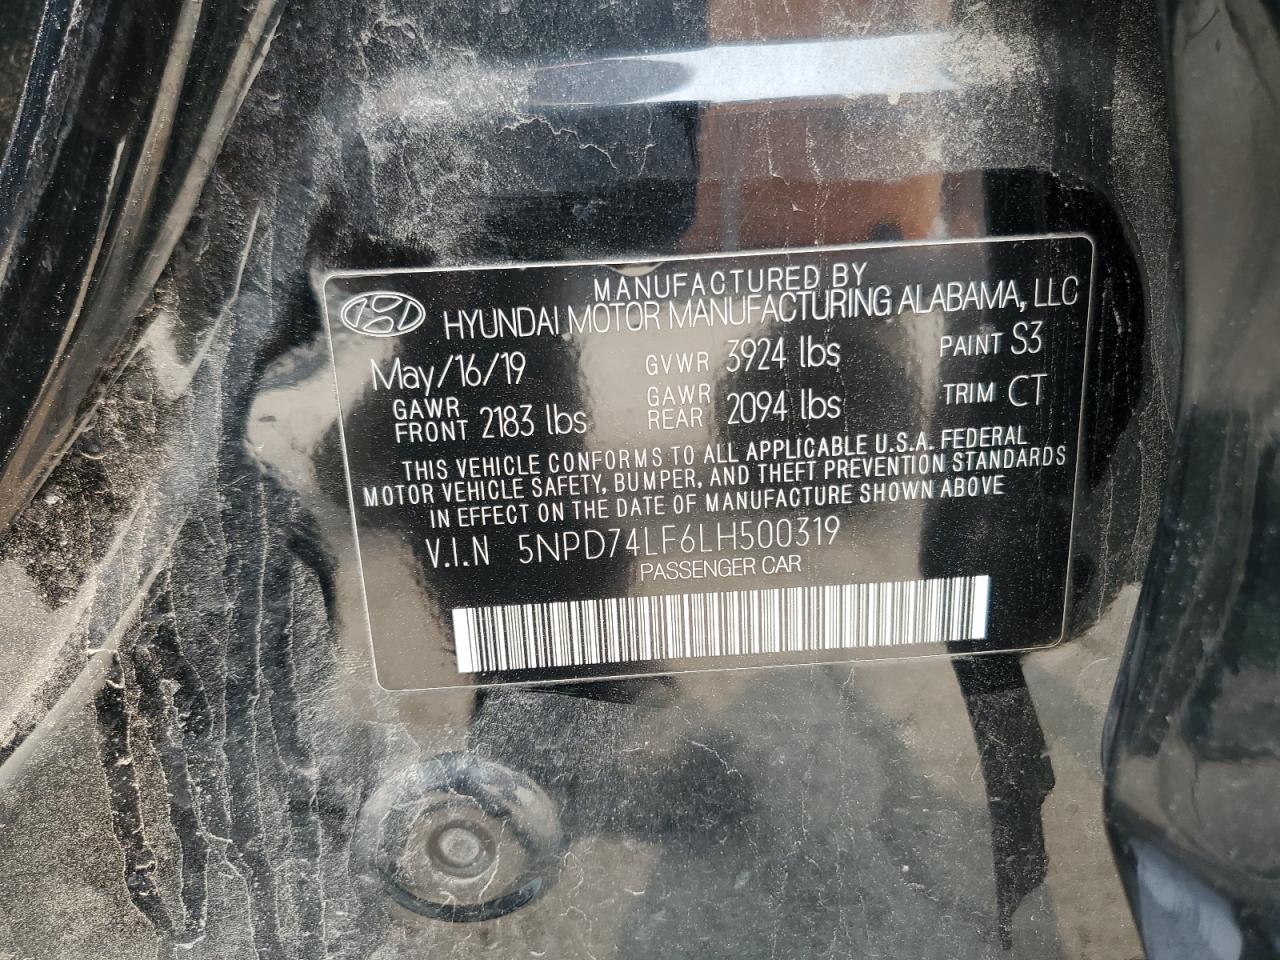 MANUFACTURED BY
HYUNDAI MOTOR MANUFACTURING ALABAMA, LLC
May/16/19 GVWR 3924 lbs PAINT S3
GAWR FRONT 2183 lbs GAWR REAR 2094 lbs TRIM CT
THIS VEHICLE CONFORMS TO ALL APPLICABLE U.S.A. FEDERAL
MOTOR VEHICLE SAFETY, BUMPER, AND THEFT PREVENTION STANDARDS
IN EFFECT ON THE DATE OF MANUFACTURE SHOWN ABOVE
V.I.N 5NPD74LF6LH500319
PASSENGER CAR